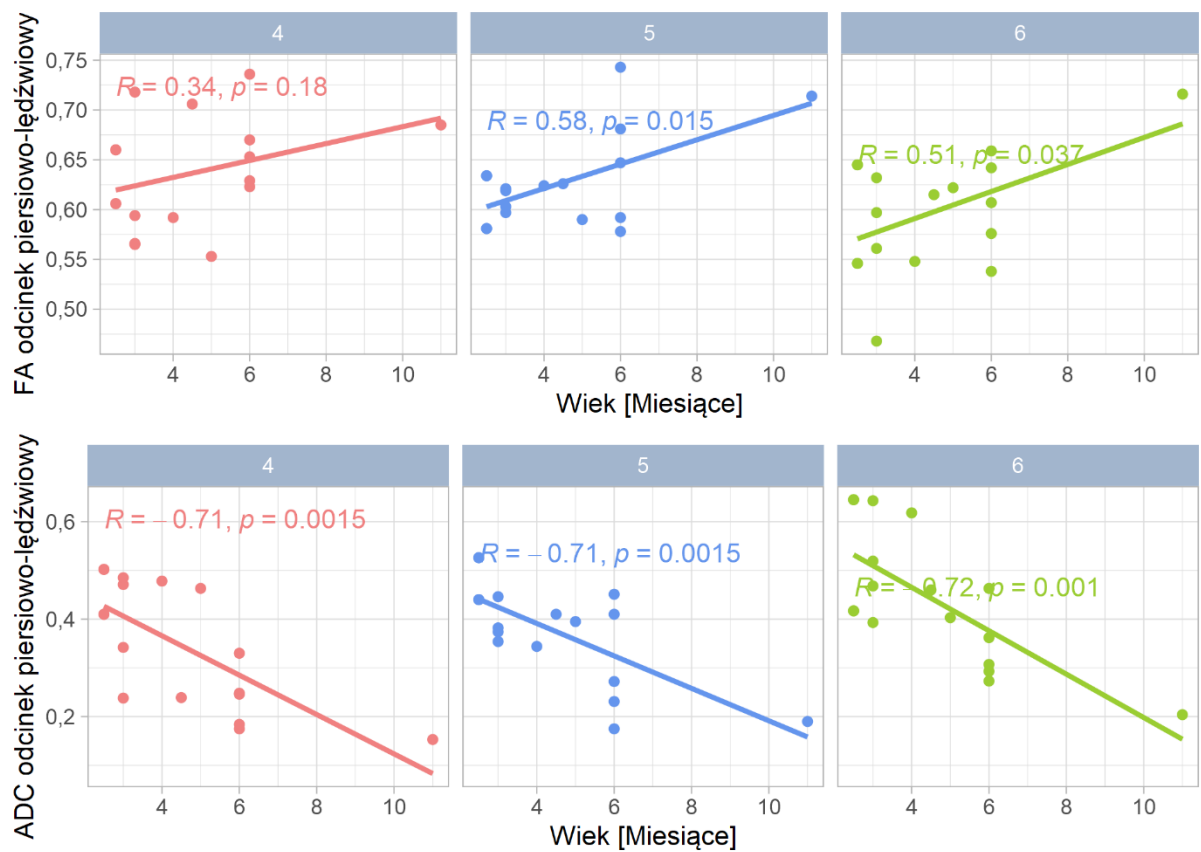 4 5 6
FA odcinek piersiowo-lędźwiowy
0,75
0,70
0,65
0,60
0,55
0,50
R = 0.34, p = 0.18
R = 0.58, p = 0.015
R = 0.51, p = 0.037
4 6 8 10 4 6 8 10 4 6 8 10
Wiek [Miesiące]
4 5 6
ADC odcinek piersiowo-lędźwiowy
0,6
0,4
0,2
R = − 0.71, p = 0.0015
R = − 0.71, p = 0.0015
R = − 0.72, p = 0.001
4 6 8 10 4 6 8 10 4 6 8 10
Wiek [Miesiące]